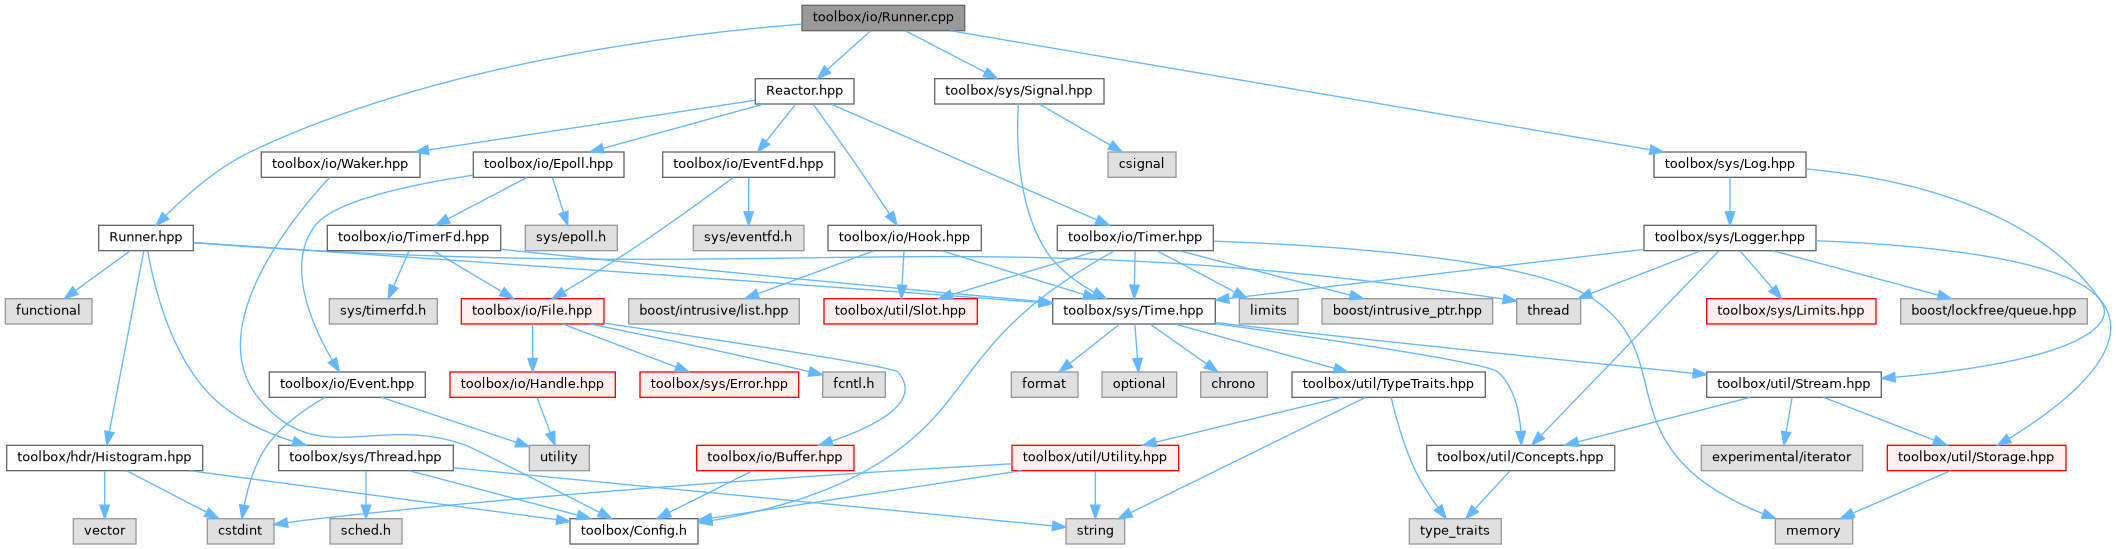 toolbox/io/Runner.cpp
Reactor.hpp
toolbox/sys/Signal.hpp
toolbox/io/Waker.hpp
toolbox/io/Epoll.hpp
toolbox/io/EventFd.hpp
csignal
toolbox/sys/Log.hpp
Runner.hpp
toolbox/io/TimerFd.hpp
sys/epoll.h
sys/eventfd.h
toolbox/io/Hook.hpp
toolbox/io/Timer.hpp
toolbox/sys/Logger.hpp
functional
sys/timerfd.h
toolbox/io/File.hpp
boost/intrusive/list.hpp
toolbox/util/Slot.hpp
toolbox/sys/Time.hpp
limits
boost/intrusive_ptr.hpp
thread
toolbox/sys/Limits.hpp
boost/lockfree/queue.hpp
toolbox/io/Event.hpp
toolbox/io/Handle.hpp
toolbox/sys/Error.hpp
fcntl.h
format
optional
chrono
toolbox/util/TypeTraits.hpp
toolbox/util/Stream.hpp
toolbox/hdr/Histogram.hpp
toolbox/sys/Thread.hpp
utility
toolbox/io/Buffer.hpp
toolbox/util/Utility.hpp
toolbox/util/Concepts.hpp
experimental/iterator
toolbox/util/Storage.hpp
vector
cstdint
sched.h
toolbox/Config.h
string
type_traits
memory